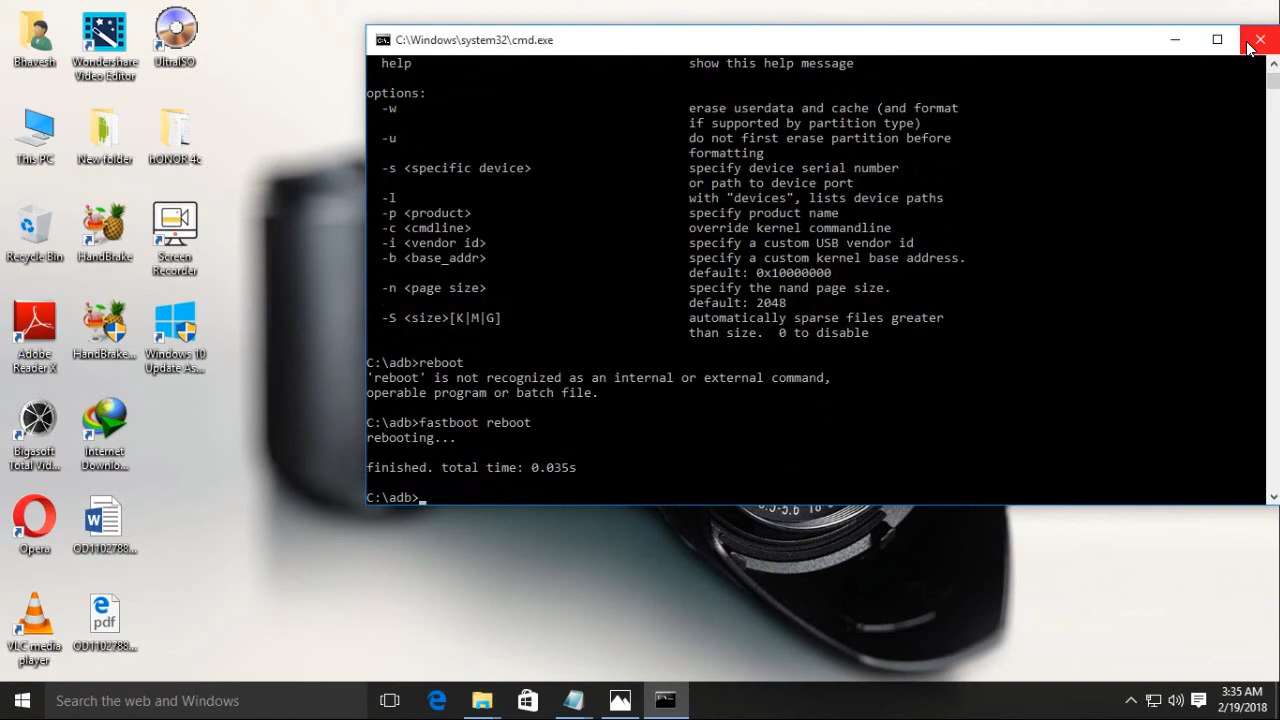 Bhavesh
Wondershare
Video Editor
UltraISO
This PC
New folder
hONOR 4c
Recycle Bin
HandBrake
Screen
Recorder
Adobe
Reader X
HandBrake...
Windows 10
Update As...
Bigasoft
Total Vid...
Internet
Downlo...
Opera
OD1102788...
VLC media
player
OD1102788...
pdf
C:\Windows\system32\cmd.exe
help show this help message
options:
-w erase userdata and cache (and format
if supported by partition type)
-u do not first erase partition before
formatting
-s <specific device> specify device serial number
or path to device port
-l with "devices", lists device paths
-p <product> specify product name
-c <cmdline> override kernel commandline
-i <vendor id> specify a custom USB vendor id
-b <base_addr> specify a custom kernel base address.
default: 0x10000000
-n <page size> specify the nand page size.
default: 2048
-S <size>[K|M|G] automatically sparse files greater
than size.  0 to disable
C:\adb>reboot
'reboot' is not recognized as an internal or external command,
operable program or batch file.
C:\adb>fastboot reboot
rebooting...
finished. total time: 0.035s
C:\adb>
Search the web and Windows
3:35 AM
2/19/2018